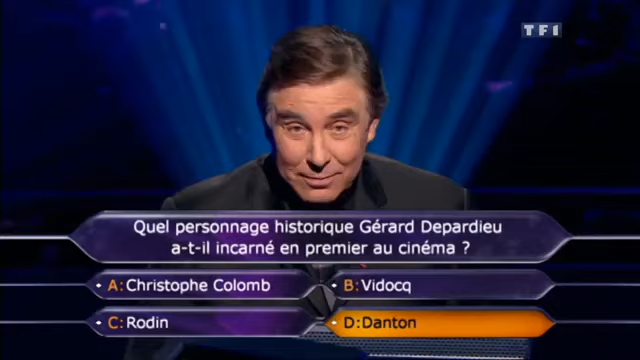 TF1
Quel personnage historique Gérard Depardieu
a-t-il incarné en premier au cinéma ?
A: Christophe Colomb
B: Vidocq
C: Rodin
D: Danton